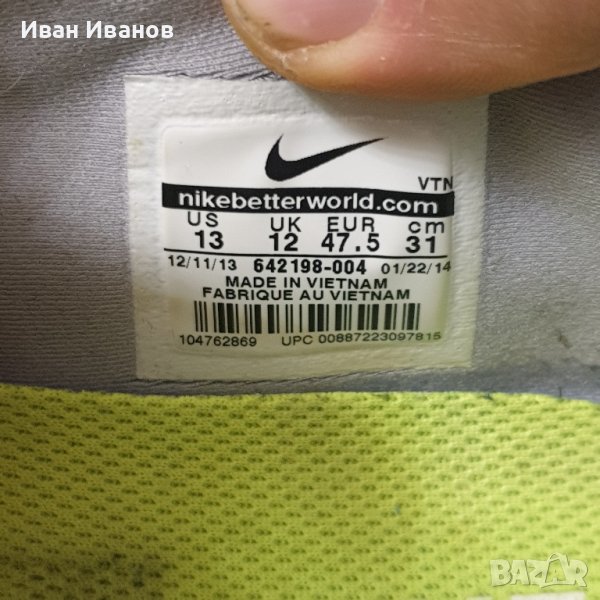 Иван Иванов
VTN
nikebetterworld.com
US UK EUR cm
13 12 47.5 31
12/11/13 642198-004 01/22/14
MADE IN VIETNAM
FABRIQUE AU VIETNAM
104762869 UPC 00887223097815
BAZAR